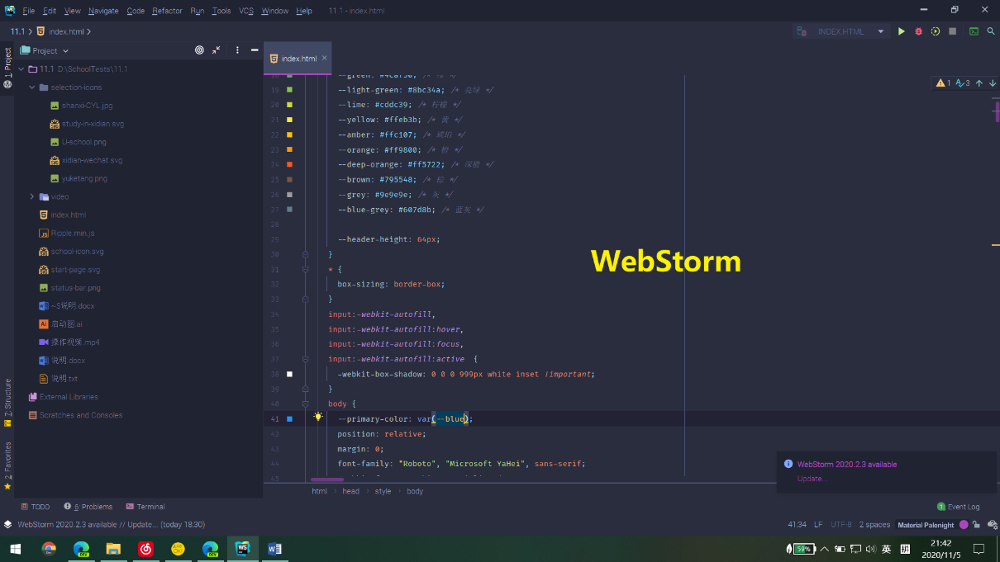 File Edit View Navigate Code Refactor Run Tools VCS Window Help 11.1 - index.html
11.1 index.html INDEX.HTML
1: Project
Project
index.html
11.1 D:\SchoolTests\11.1
selection-icons
shanxi-CYL.jpg
study-in-xidian.svg
U-school.png
xidian-wechat.svg
yuketang.png
video
index.html
Ripple.min.js
school-icon.svg
start-page.svg
status-bar.png
~$说明.docx
启动图.ai
操作视频.mp4
说明.docx
说明.txt
External Libraries
Scratches and Consoles
7: Structure
2: Favorites
1 3
19 --light-green: #8bc34a; /* 亮绿 */
20 --lime: #cddc39; /* 柠檬 */
21 --yellow: #ffeb3b; /* 黄 */
22 --amber: #ffc107; /* 琥珀 */
23 --orange: #ff9800; /* 橙 */
24 --deep-orange: #ff5722; /* 深橙 */
25 --brown: #795548; /* 棕 */
26 --grey: #9e9e9e; /* 灰 */
27 --blue-grey: #607d8b; /* 蓝灰 */
28
29 --header-height: 64px;
30 }
31 * {
32 box-sizing: border-box;
33 }
34 input:-webkit-autofill,
35 input:-webkit-autofill:hover,
36 input:-webkit-autofill:focus,
37 input:-webkit-autofill:active {
38 -webkit-box-shadow: 0 0 0 999px white inset !important;
39 }
40 body {
41 --primary-color: var(--blue);
42 position: relative;
43 margin: 0;
44 font-family: "Roboto", "Microsoft YaHei", sans-serif;
45
WebStorm
WebStorm 2020.2.3 available
Update...
html head style body
TODO 6: Problems Terminal 1 Event Log
WebStorm 2020.2.3 available // Update... (today 18:30) 41:34 LF UTF-8 2 spaces Material Palenight
DEV DEV WS W 59% 英 拼 21:42
2020/11/5